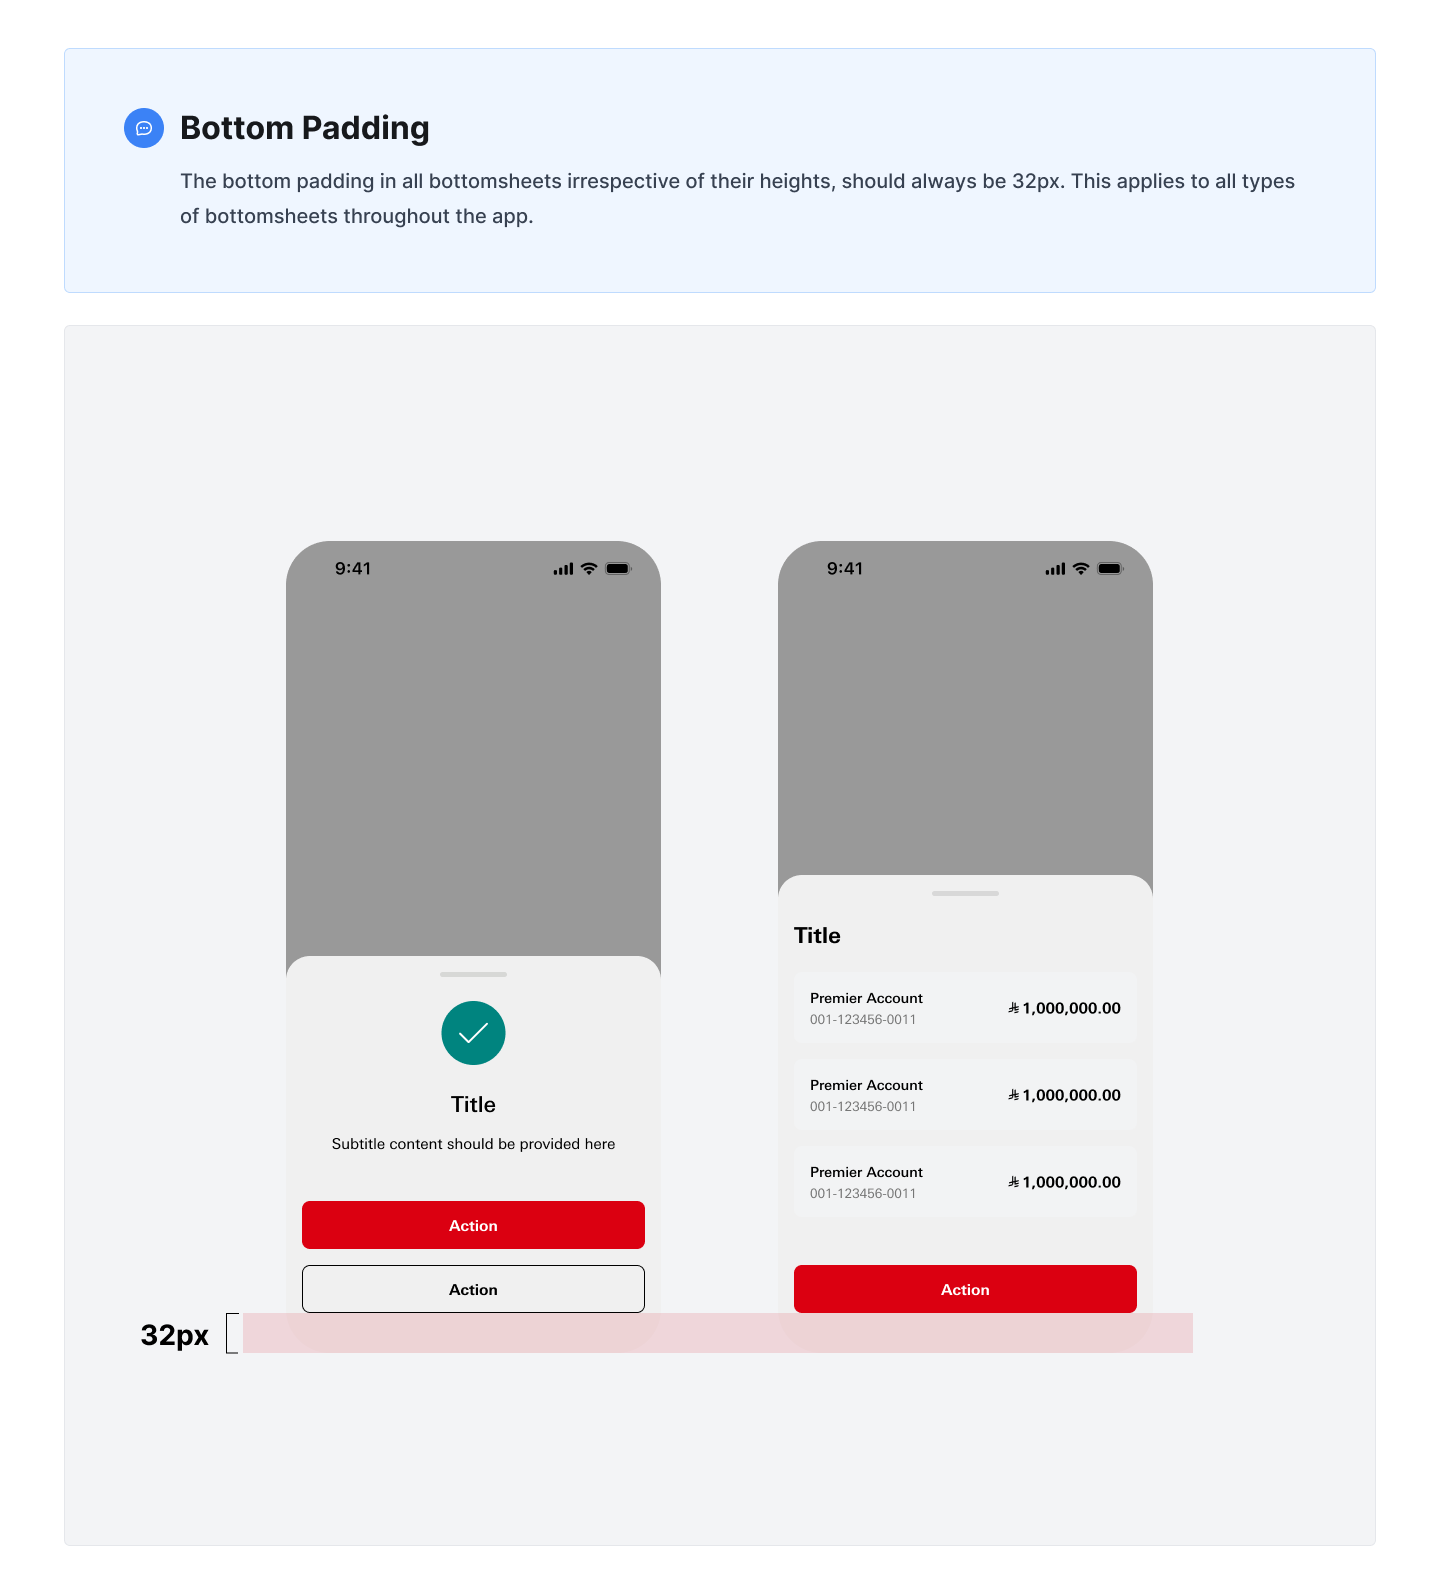 Bottom Padding
The bottom padding in all bottomsheets irrespective of their heights, should always be 32px. This applies to all types
of bottomsheets throughout the app.
9:41
Title
Subtitle content should be provided here
Action
Action
9:41
Title
Premier Account
001-123456-0011
⃁ 1,000,000.00
Premier Account
001-123456-0011
⃁ 1,000,000.00
Premier Account
001-123456-0011
⃁ 1,000,000.00
Action
32px